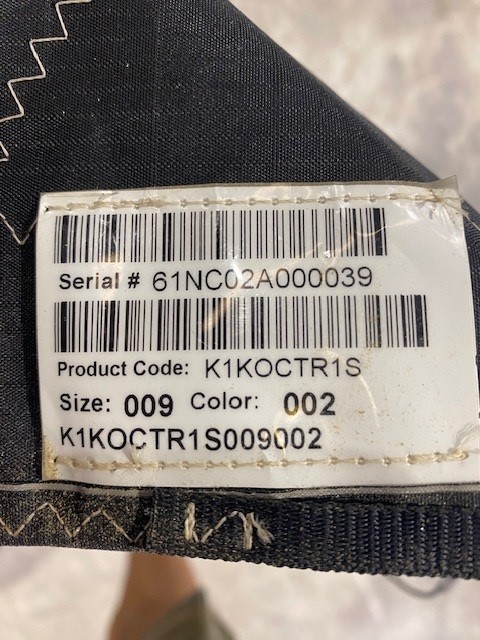 Serial # 61NC02A000039
Product Code: K1KOCTR1S
Size: 009 Color: 002
K1KOCTR1S009002